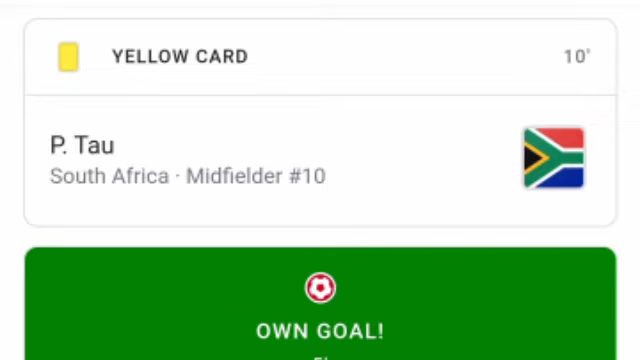 YELLOW CARD 10'
P. Tau
South Africa · Midfielder #10
OWN GOAL!